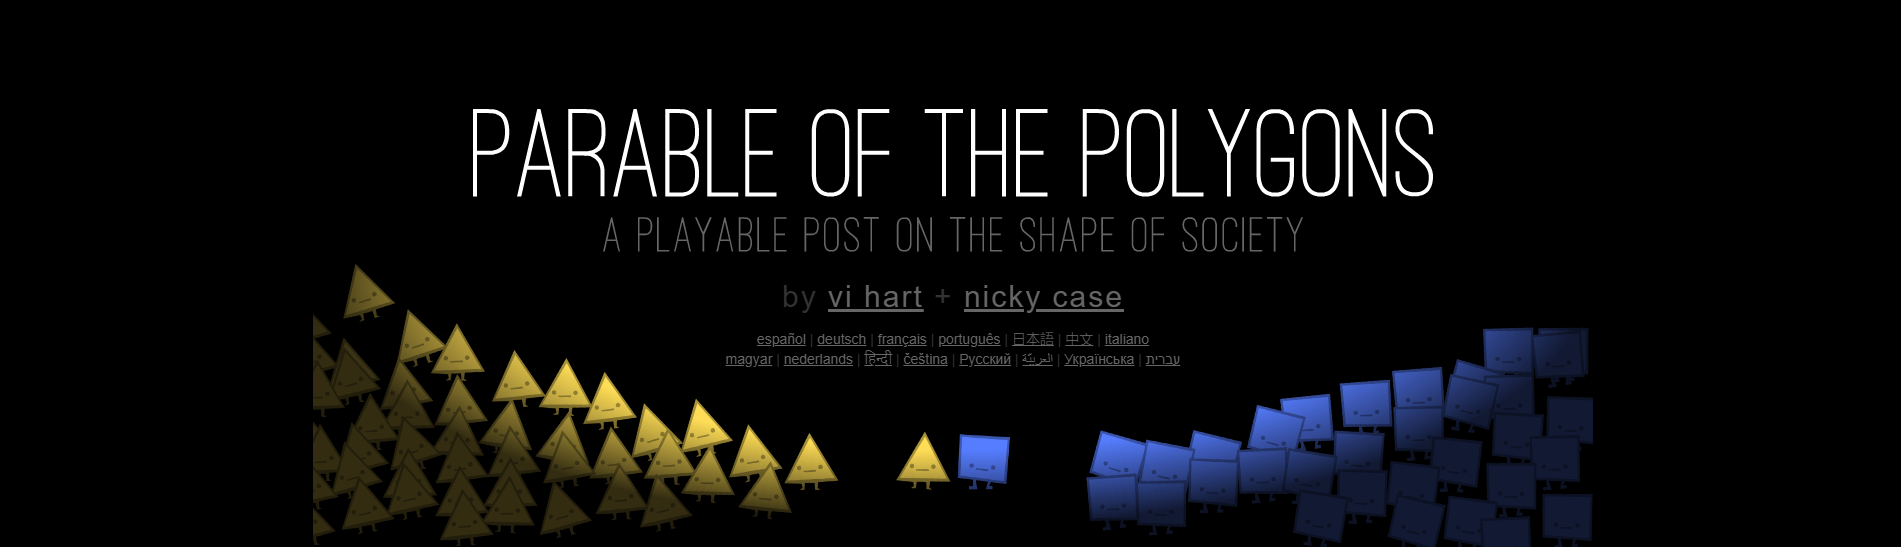 PARABLE OF THE POLYGONS
A PLAYABLE POST ON THE SHAPE OF SOCIETY
by vi hart + nicky case
español | deutsch | français | português | 日本語 | 中文 | italiano
magyar | nederlands | हिन्दी | čeština | Русский | العربيّة | Українська | עברית